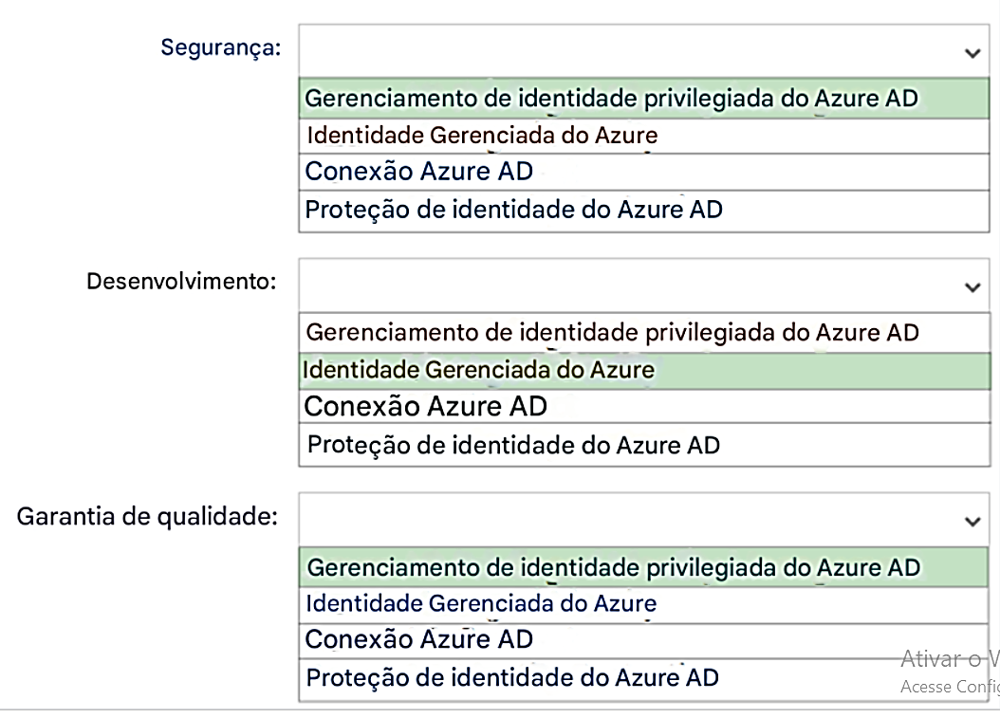 Segurança:
Gerenciamento de identidade privilegiada do Azure AD
Identidade Gerenciada do Azure
Conexão Azure AD
Proteção de identidade do Azure AD
Desenvolvimento:
Gerenciamento de identidade privilegiada do Azure AD
Identidade Gerenciada do Azure
Conexão Azure AD
Proteção de identidade do Azure AD
Garantia de qualidade:
Gerenciamento de identidade privilegiada do Azure AD
Identidade Gerenciada do Azure
Conexão Azure AD
Ativar o
Proteção de identidade do Azure AD
Acesse